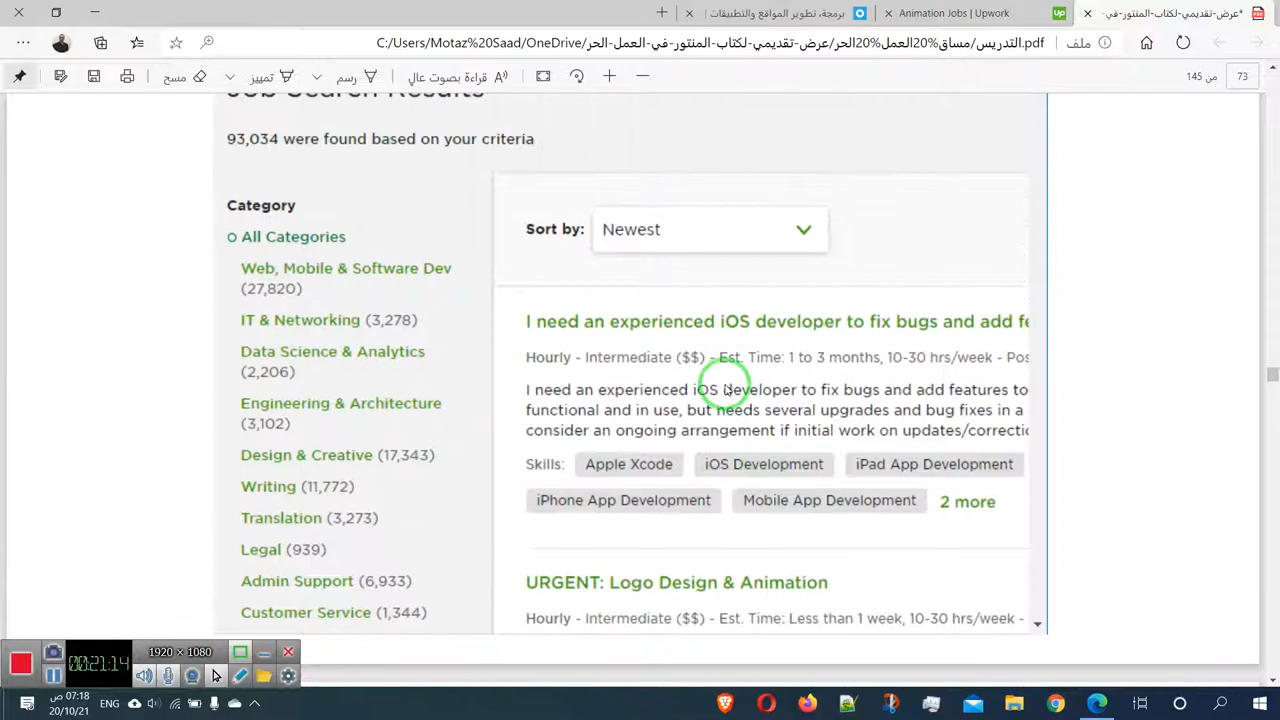 *عرض-تقديمي-لكتاب-المنتور-في-
Animation Jobs | Upwork
برمجة، تطوير المواقع والتطبيقات |
ملف
C:/Users/Motaz%20Saad/OneDrive/التدريس/مساق%20العمل%20الحر/عرض-تقديمي-لكتاب-المنتور-في-العمل-الحر.pdf
73
من 145
قراءة بصوت عالٍ
رسم
تمييز
مسح
Job Search Results
93,034 were found based on your criteria
Category
All Categories
Web, Mobile & Software Dev
(27,820)
IT & Networking (3,278)
Data Science & Analytics
(2,206)
Engineering & Architecture
(3,102)
Design & Creative (17,343)
Writing (11,772)
Translation (3,273)
Legal (939)
Admin Support (6,933)
Customer Service (1,344)
Sort by:
Newest
I need an experienced iOS developer to fix bugs and add fe
Hourly - Intermediate ($$) - Est. Time: 1 to 3 months, 10-30 hrs/week - Pos
I need an experienced iOS developer to fix bugs and add features to
functional and in use, but needs several upgrades and bug fixes in a
consider an ongoing arrangement if initial work on updates/correctio
Skills:
Apple Xcode
iOS Development
iPad App Development
iPhone App Development
Mobile App Development
2 more
URGENT: Logo Design & Animation
Hourly - Intermediate ($$) - Est. Time: Less than 1 week, 10-30 hrs/week -
00:21:14
1920 × 1080
07:18 ص
20/10/21
ENG